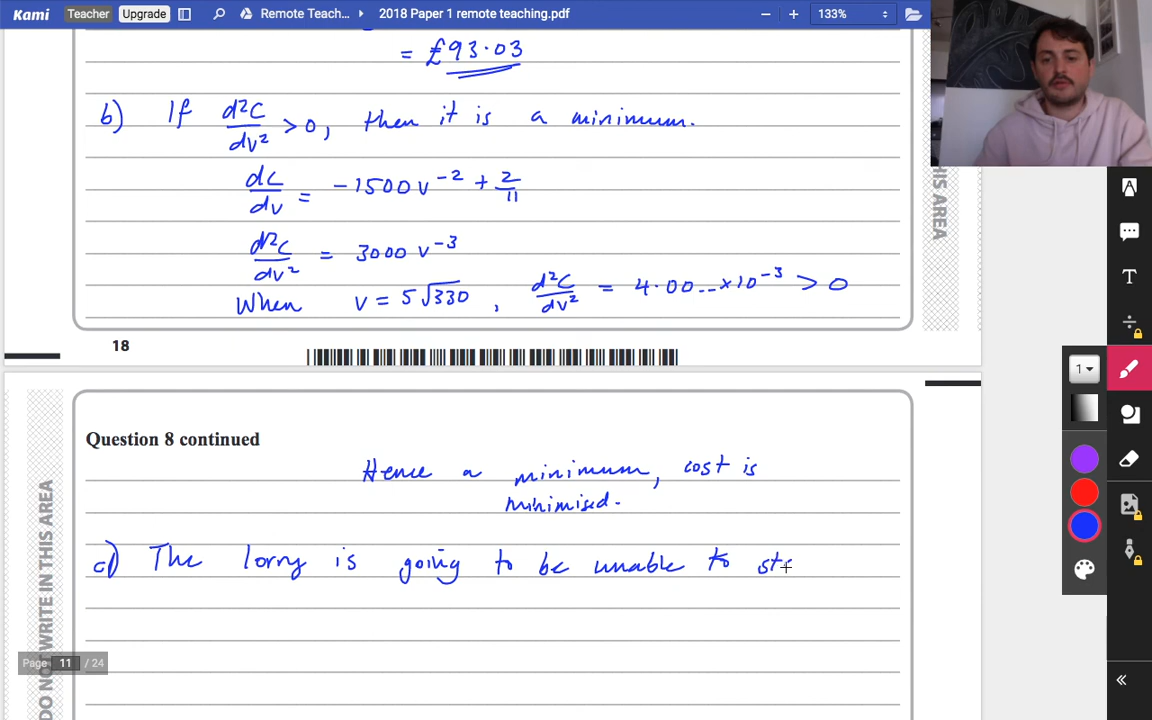 Kami Teacher Upgrade Remote Teach... 2018 Paper 1 remote teaching.pdf 133%
= £93.03
b) If d²C/dv² > 0, then it is a minimum.
dC/dv = -1500v⁻² + 2/11
d²C/dv² = 3000 v⁻³
When v = 5√330, d²C/dv² = 4.00... ×10⁻³ > 0
18
THIS AREA
Question 8 continued
Hence a minimum, cost is
minimised.
c) The lorry is going to be unable to st
DO NOT WRITE IN THIS AREA
Page 11 / 24
1
T